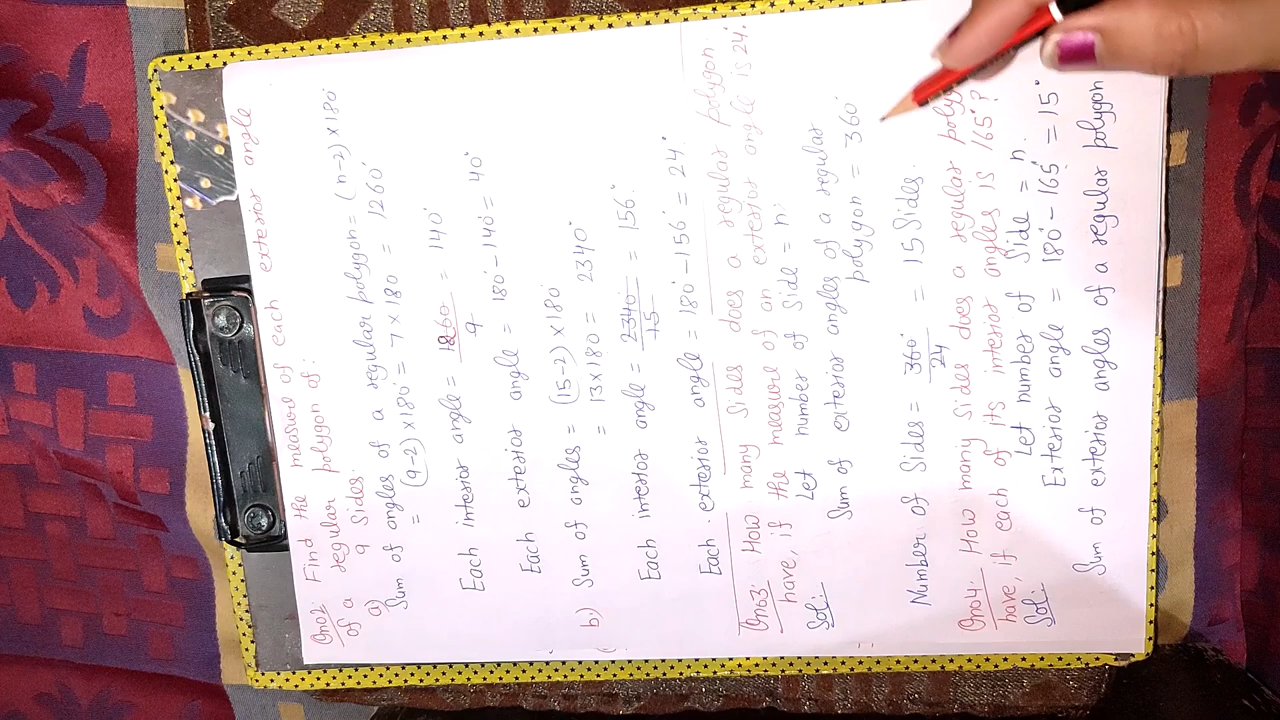 Qno2 Find the measure of each exterior angle
of a regular polygon of:
a) 9 Sides.
Sum of angles of a regular polygon = (n-2) × 180°
= (9-2) × 180° = 7 × 180 = 1260°
Each interior angle = 1260 / 9 = 140°
Each exterior angle = 180° - 140° = 40°
b.) Sum of angles = (15-2) × 180°
= 13 × 180 = 2340°
Each interior angle = 2340 / 15 = 156°
Each exterior angle = 180° - 156° = 24°
Qno3: How many Sides does a regular polygon
have, if the measure of an exterior angle is 24°
Sol: Let number of Side = n.
Sum of exterior angles of a regular
polygon = 360°
Number of Sides = 360° / 24 = 15 Sides.
Qno4. How many sides does a regular
have, if each of its interior angles is 165°?
Sol: Let number of Side = n.
Exterior angle = 180° - 165° = 15°
Sum of exterior angles of a regular polygon